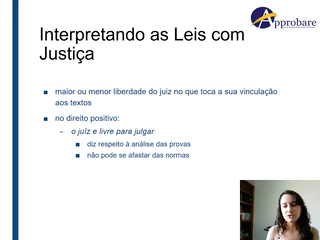 Approbare
Interpretando as Leis com
Justiça
▪ maior ou menor liberdade do juiz no que toca a sua vinculação
aos textos
▪ no direito positivo:
– o juíz e livre para julgar
▪ diz respeito à análise das provas
▪ não pode se afastar das normas